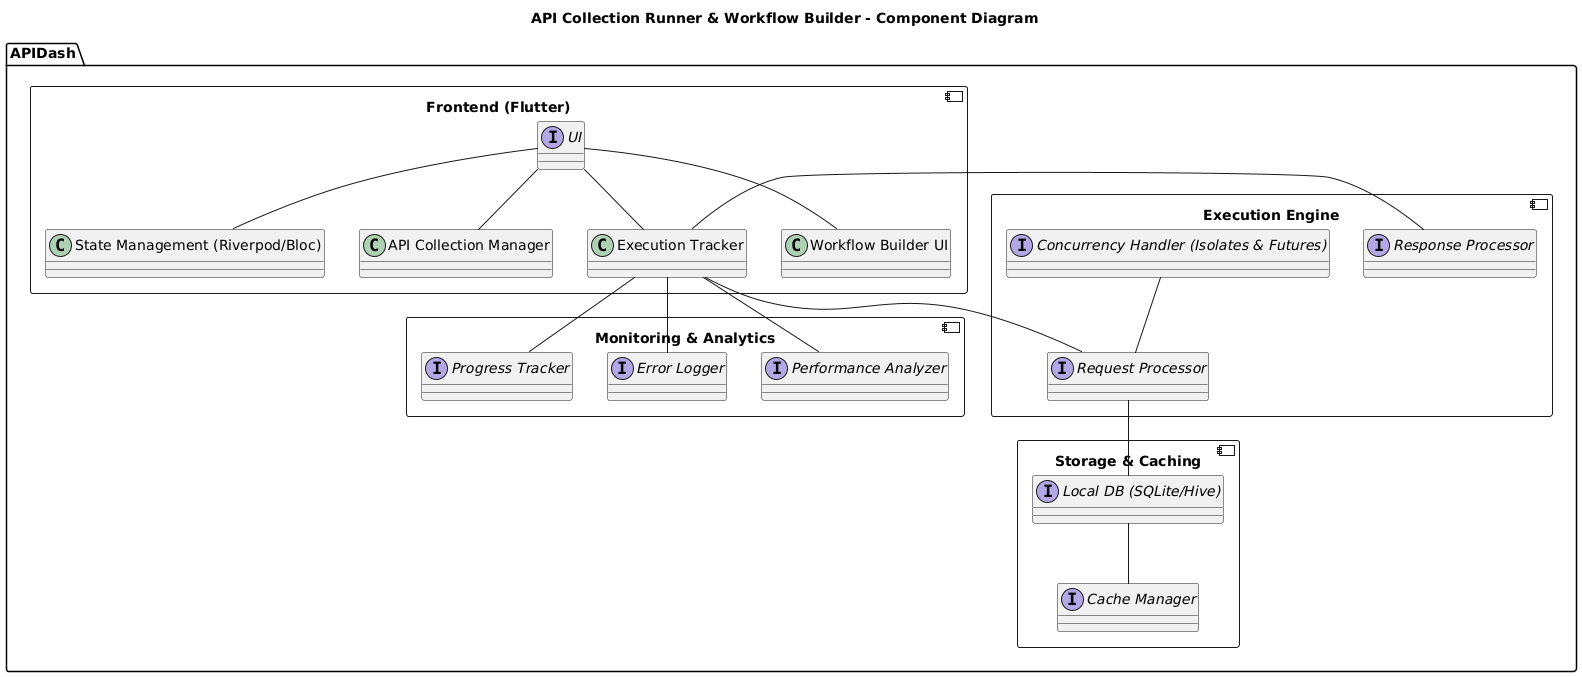 API Collection Runner & Workflow Builder - Component Diagram
APIDash
Frontend (Flutter)
I UI
C State Management (Riverpod/Bloc)
C API Collection Manager
C Execution Tracker
C Workflow Builder UI
Execution Engine
I Concurrency Handler (Isolates & Futures)
I Response Processor
I Request Processor
Monitoring & Analytics
I Progress Tracker
I Error Logger
I Performance Analyzer
Storage & Caching
I Local DB (SQLite/Hive)
I Cache Manager